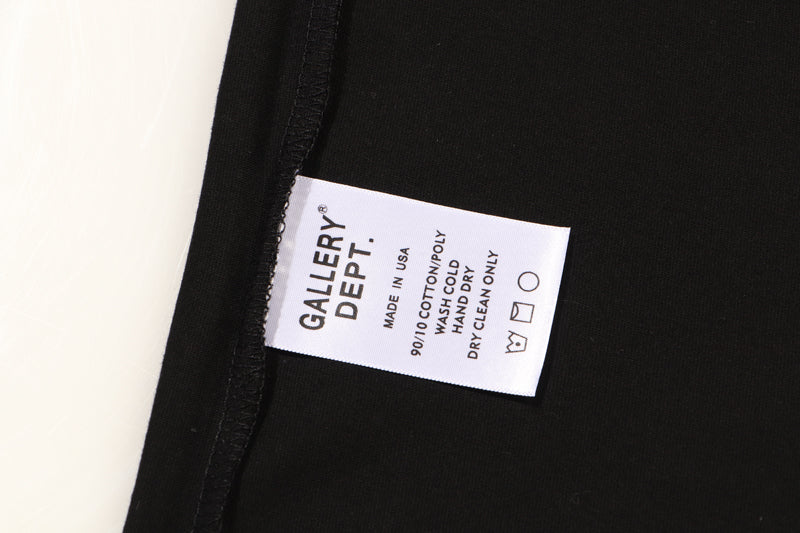 GALLERY®
DEPT.
MADE IN USA
90/10 COTTON/POLY
WASH COLD
HAND DRY
DRY CLEAN ONLY